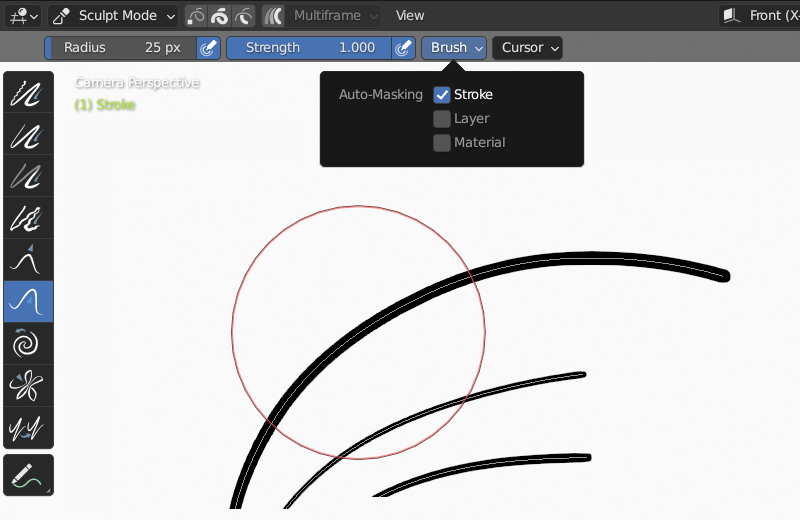 Sculpt Mode Multiframe View Front (X-
Radius 25 px Strength 1.000 Brush Cursor
Camera Perspective
(1) Stroke
Auto-Masking Stroke
Layer
Material